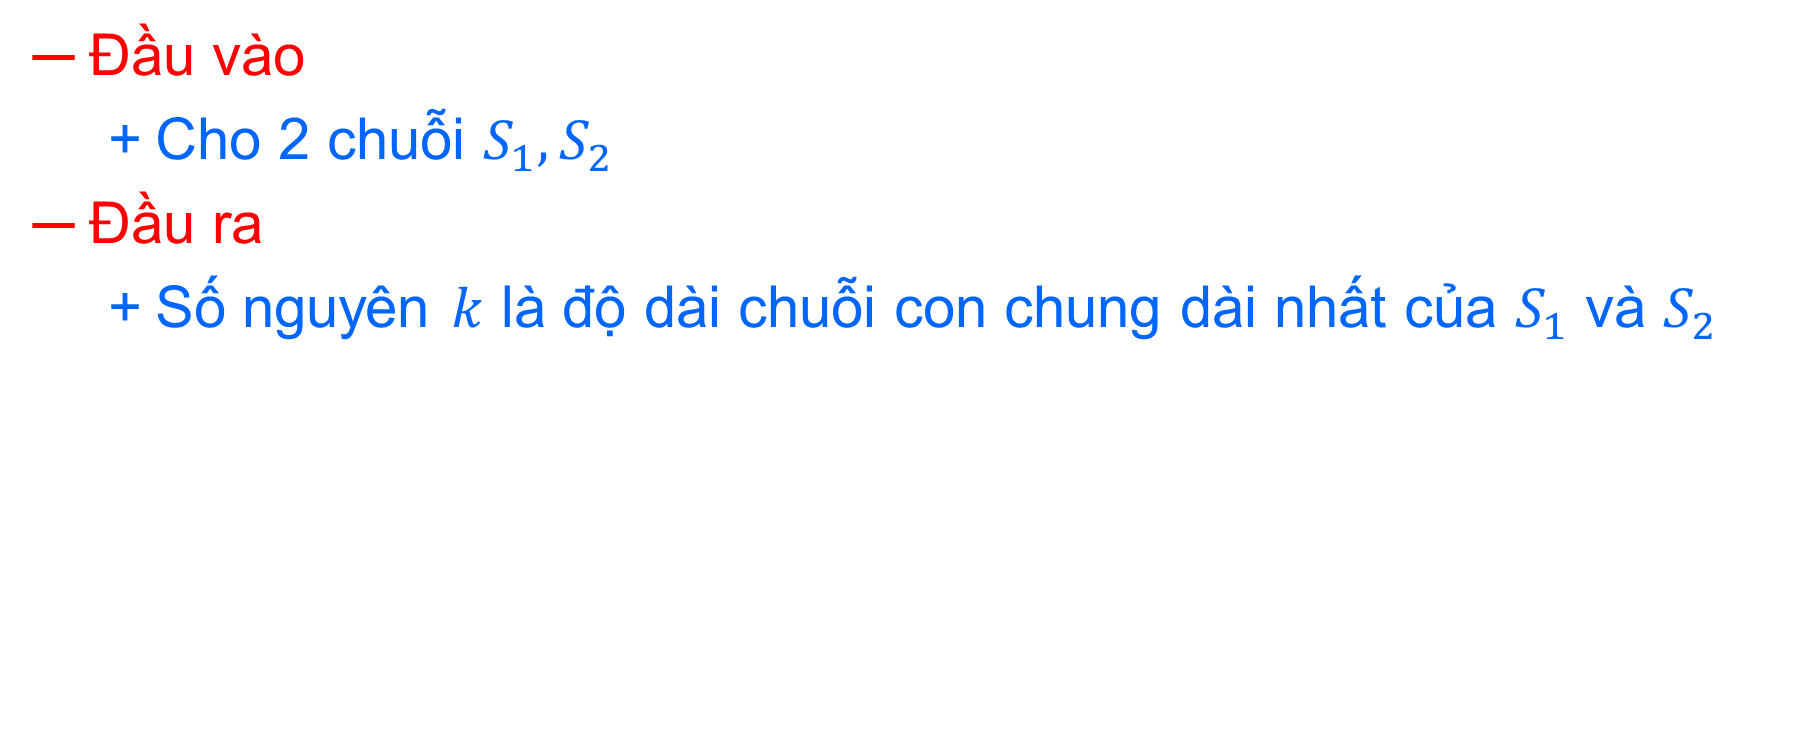 ─ Đầu vào
+ Cho 2 chuỗi 𝑆₁, 𝑆₂
─ Đầu ra
+ Số nguyên 𝑘 là độ dài chuỗi con chung dài nhất của 𝑆₁ và 𝑆₂